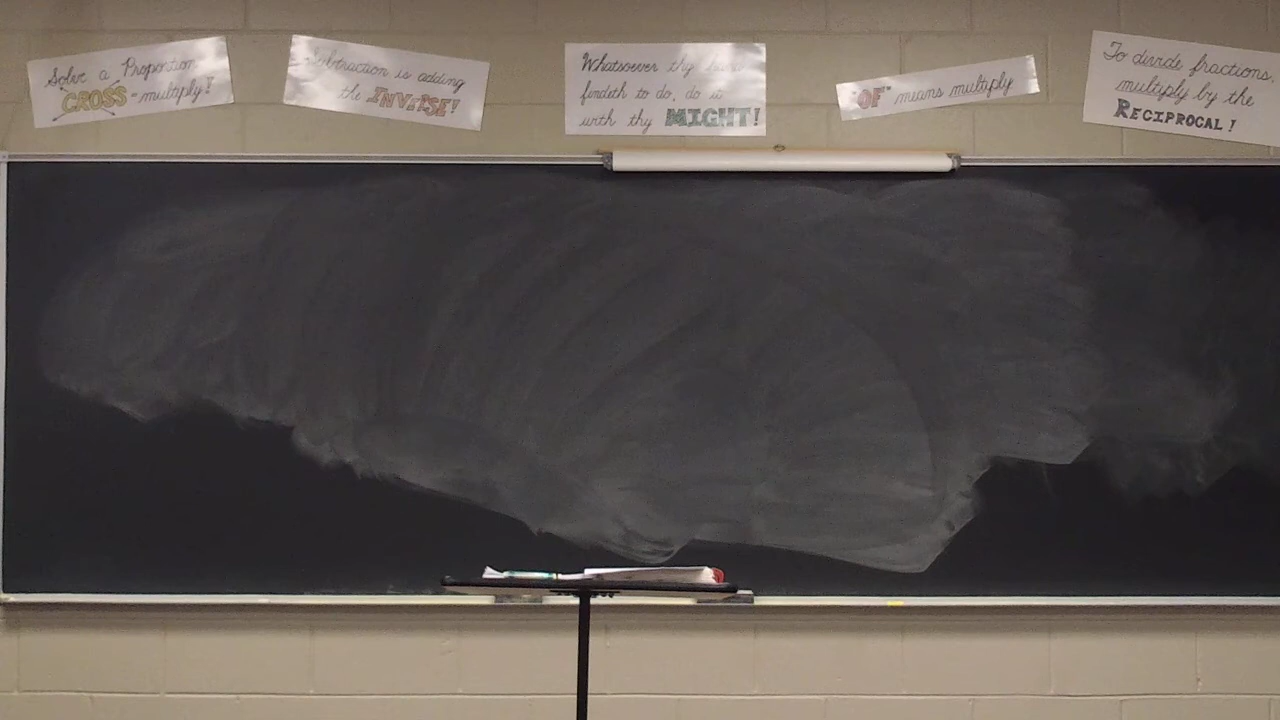 Solve a Proportion
CROSS-multiply!
Subtraction is adding
the INVERSE!
Whatsoever thy hand
findeth to do, do it
with thy MIGHT!
"OF" means multiply
To divide fractions,
multiply by the
RECIPROCAL!